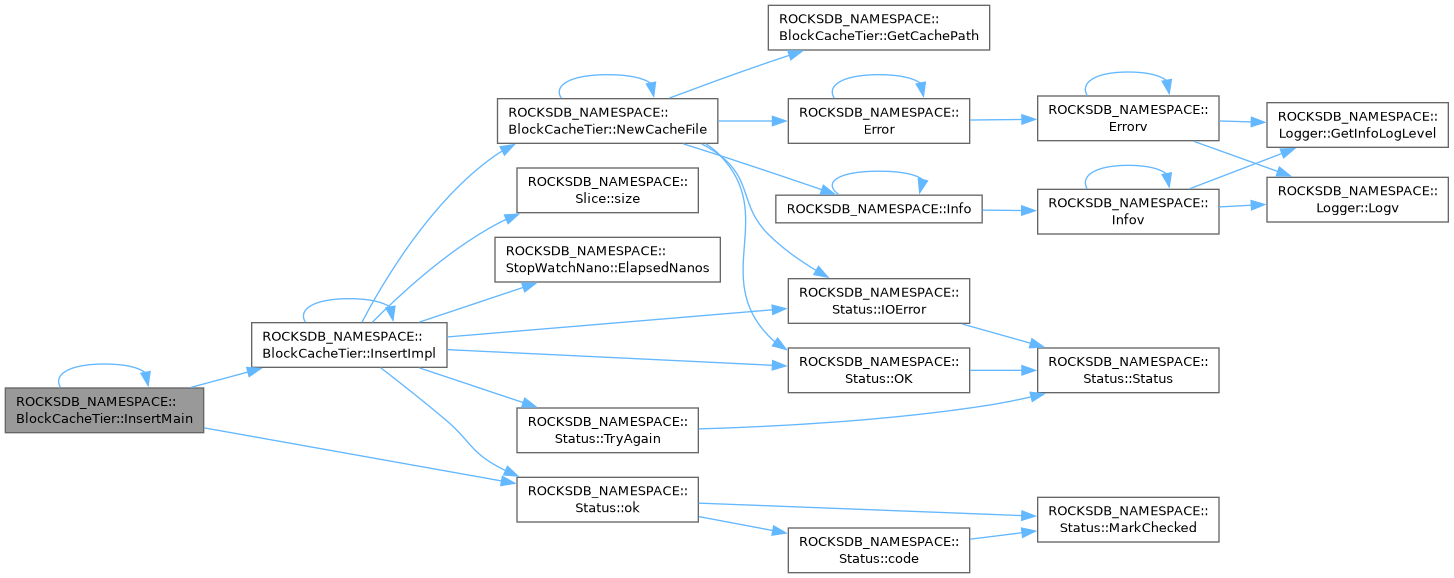 ROCKSDB_NAMESPACE::
BlockCacheTier::InsertMain
ROCKSDB_NAMESPACE::
BlockCacheTier::InsertImpl
ROCKSDB_NAMESPACE::
BlockCacheTier::NewCacheFile
ROCKSDB_NAMESPACE::
Slice::size
ROCKSDB_NAMESPACE::
StopWatchNano::ElapsedNanos
ROCKSDB_NAMESPACE::
Status::TryAgain
ROCKSDB_NAMESPACE::
Status::ok
ROCKSDB_NAMESPACE::
BlockCacheTier::GetCachePath
ROCKSDB_NAMESPACE::
Error
ROCKSDB_NAMESPACE::Info
ROCKSDB_NAMESPACE::
Status::IOError
ROCKSDB_NAMESPACE::
Status::OK
ROCKSDB_NAMESPACE::
Status::code
ROCKSDB_NAMESPACE::
Errorv
ROCKSDB_NAMESPACE::
Infov
ROCKSDB_NAMESPACE::
Status::Status
ROCKSDB_NAMESPACE::
Status::MarkChecked
ROCKSDB_NAMESPACE::
Logger::GetInfoLogLevel
ROCKSDB_NAMESPACE::
Logger::Logv